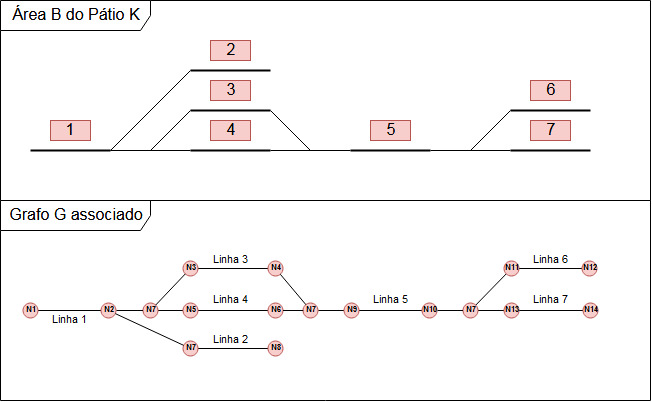 Área B do Pátio K
2
3
6
1
4
5
7
Grafo G associado
N3
Linha 3
N4
N11
Linha 6
N12
N1
Linha 1
N2
N7
N5
Linha 4
N6
N7
N9
Linha 5
N10
N7
N13
Linha 7
N14
N7
Linha 2
N8